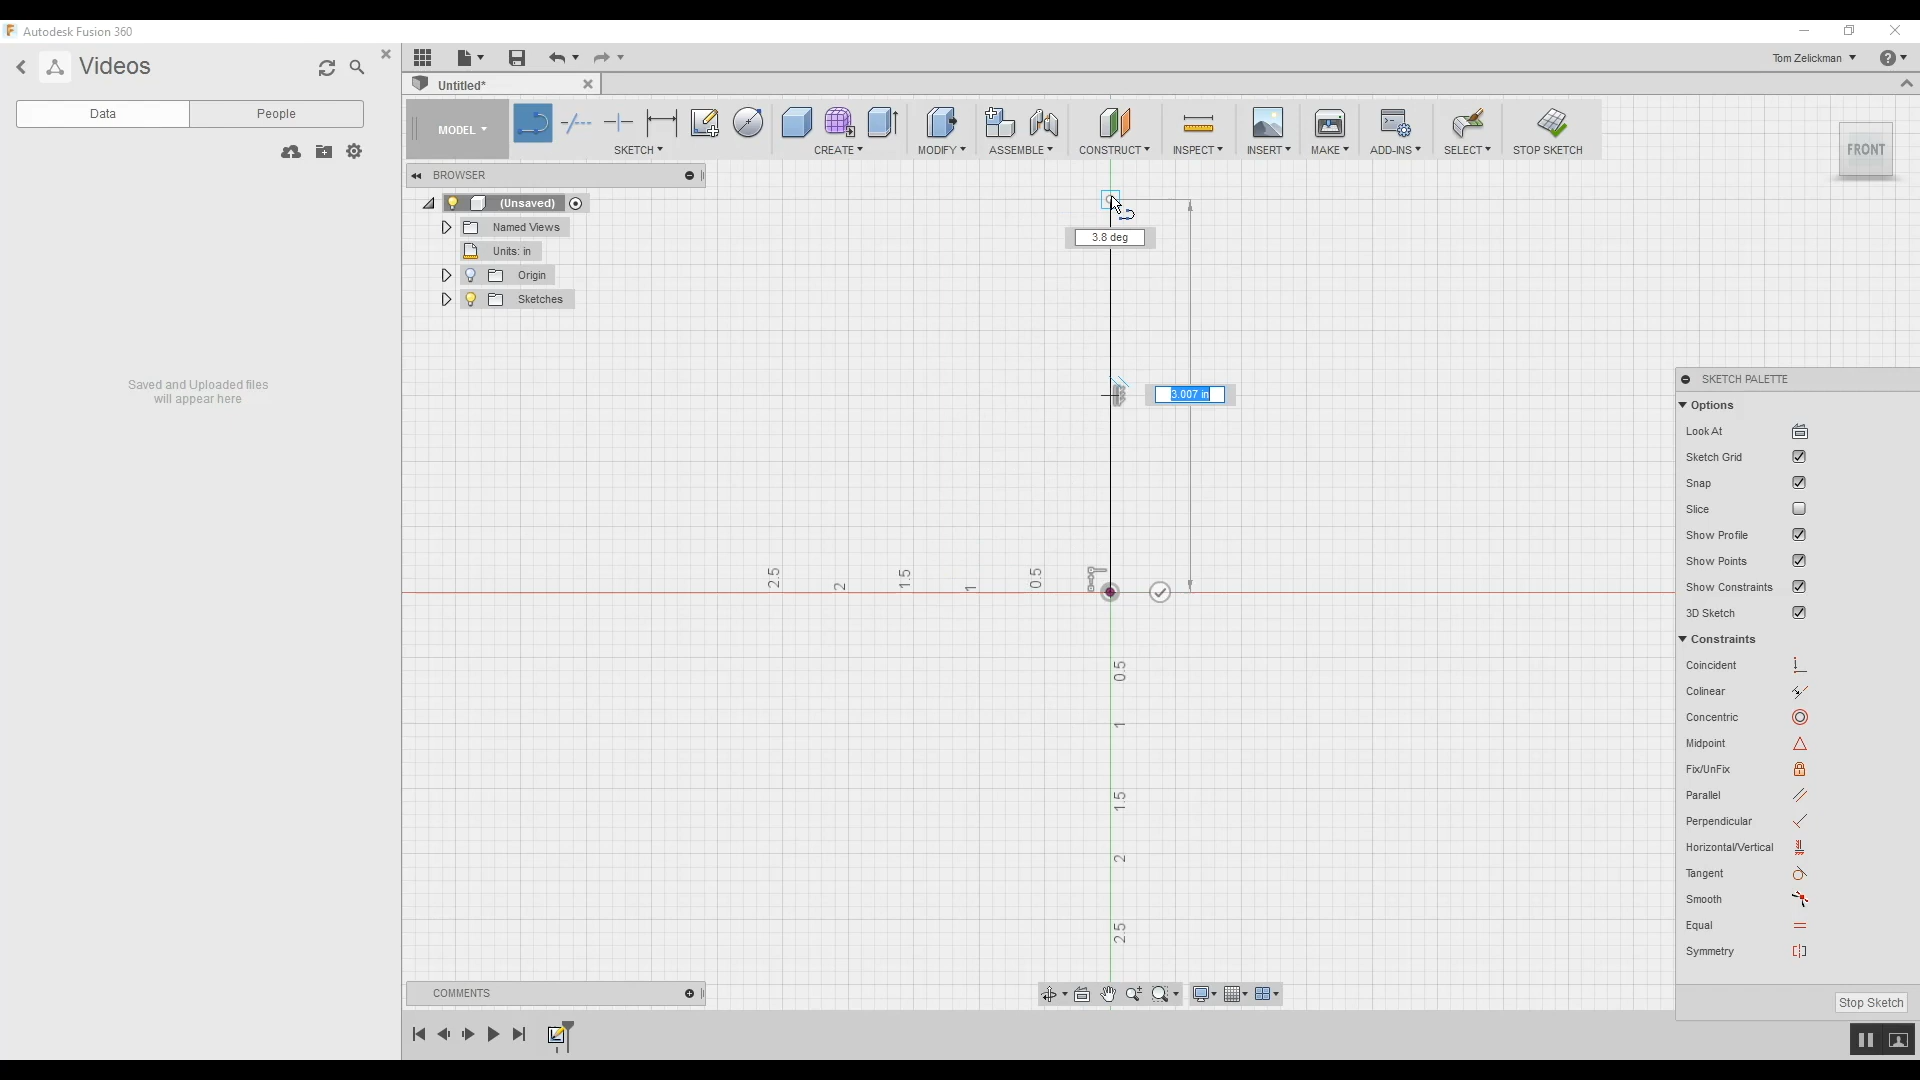 Autodesk Fusion 360
Videos
Tom Zelickman
Untitled*
Data
People
MODEL
SKETCH
CREATE
MODIFY
ASSEMBLE
CONSTRUCT
INSPECT
INSERT
MAKE
ADD-INS
SELECT
STOP SKETCH
FRONT
BROWSER
(Unsaved)
Named Views
Units: in
Origin
Sketches
3.8 deg
3.007 in
Saved and Uploaded files
will appear here
2.5
2
1.5
1
0.5
0.5
1
1.5
2
2.5
SKETCH PALETTE
Options
Look At
Sketch Grid
Snap
Slice
Show Profile
Show Points
Show Constraints
3D Sketch
Constraints
Coincident
Colinear
Concentric
Midpoint
Fix/UnFix
Parallel
Perpendicular
Horizontal/Vertical
Tangent
Smooth
Equal
Symmetry
Stop Sketch
COMMENTS